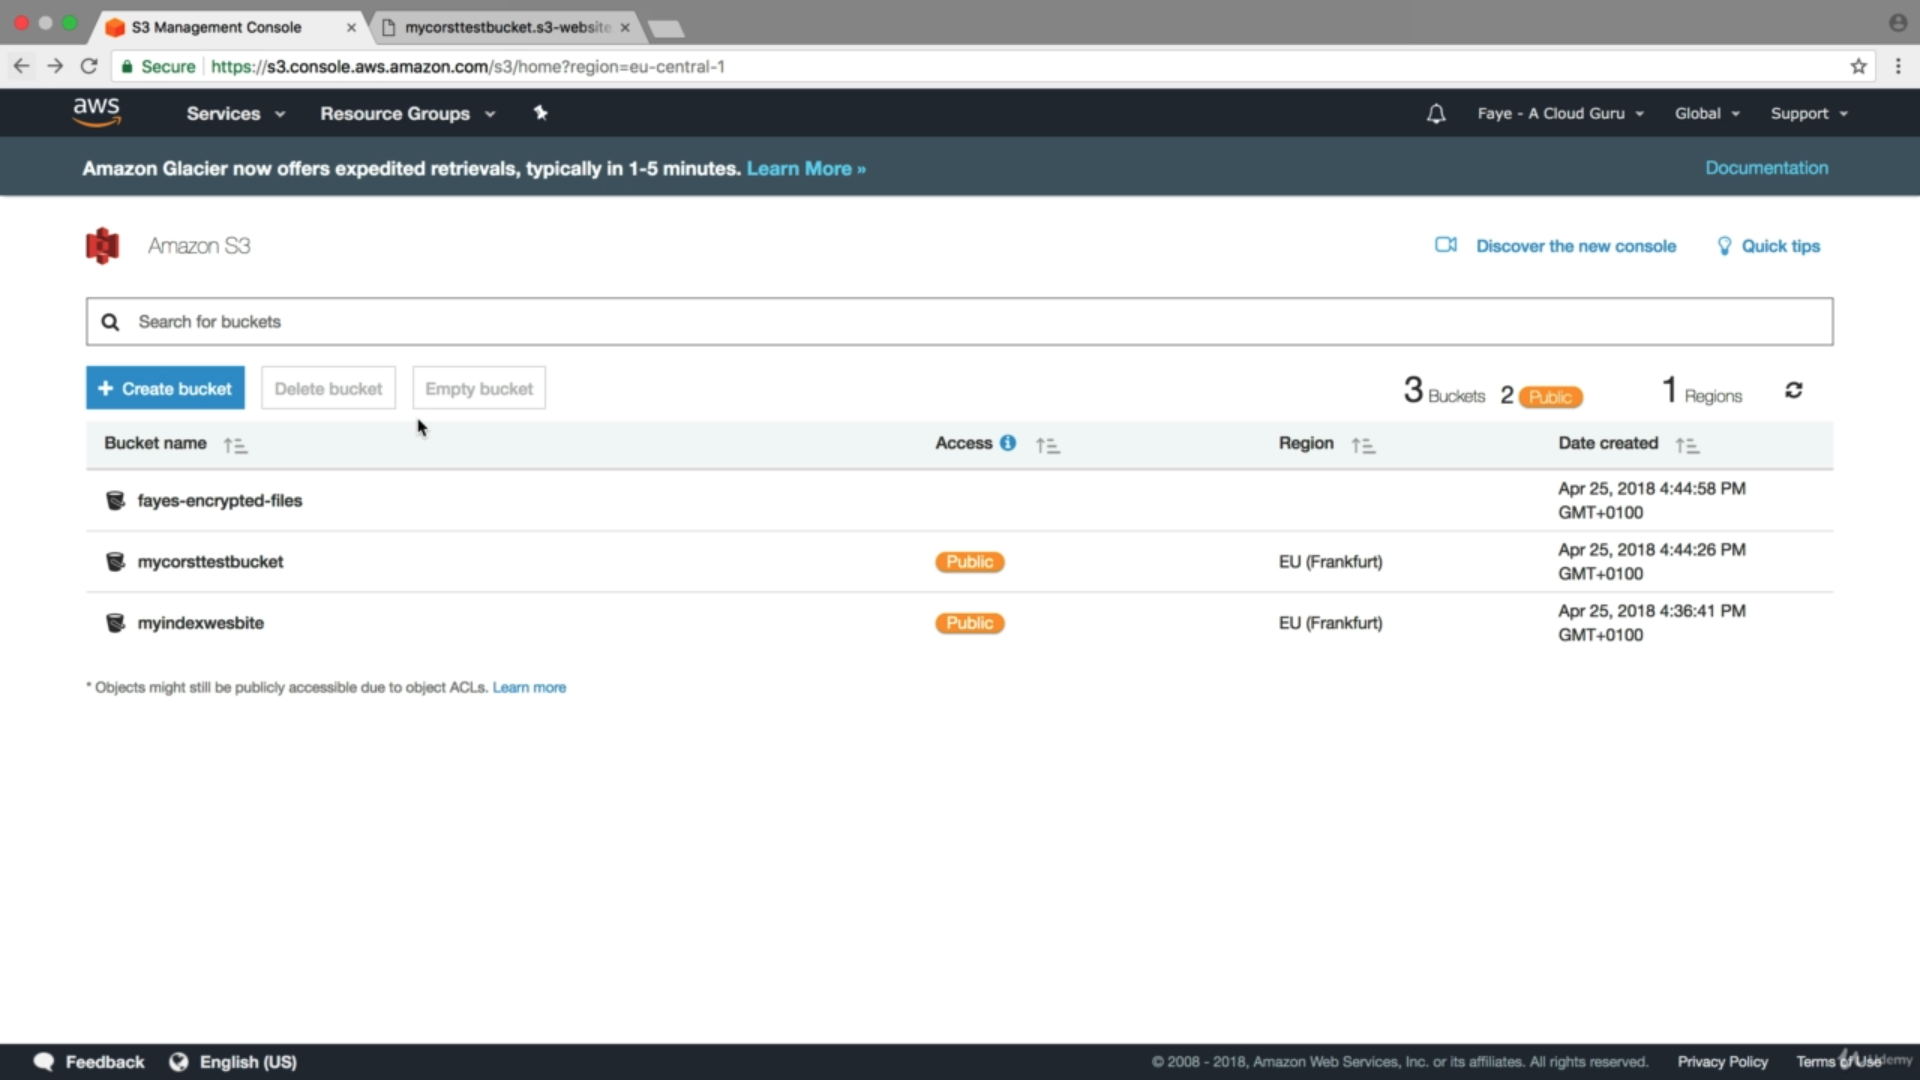 S3 Management Console
mycorsttestbucket.s3-website
Secure https://s3.console.aws.amazon.com/s3/home?region=eu-central-1
aws Services Resource Groups Faye - A Cloud Guru Global Support
Amazon Glacier now offers expedited retrievals, typically in 1-5 minutes. Learn More » Documentation
Amazon S3 Discover the new console Quick tips
Search for buckets
+ Create bucket Delete bucket Empty bucket 3 Buckets 2 Public 1 Regions
Bucket name Access Region Date created
fayes-encrypted-files Apr 25, 2018 4:44:58 PM
GMT+0100
mycorsttestbucket Public EU (Frankfurt) Apr 25, 2018 4:44:26 PM
GMT+0100
myindexwesbite Public EU (Frankfurt) Apr 25, 2018 4:36:41 PM
GMT+0100
* Objects might still be publicly accessible due to object ACLs. Learn more
Feedback English (US) © 2008 - 2018, Amazon Web Services, Inc. or its affiliates. All rights reserved. Privacy Policy Terms of Use